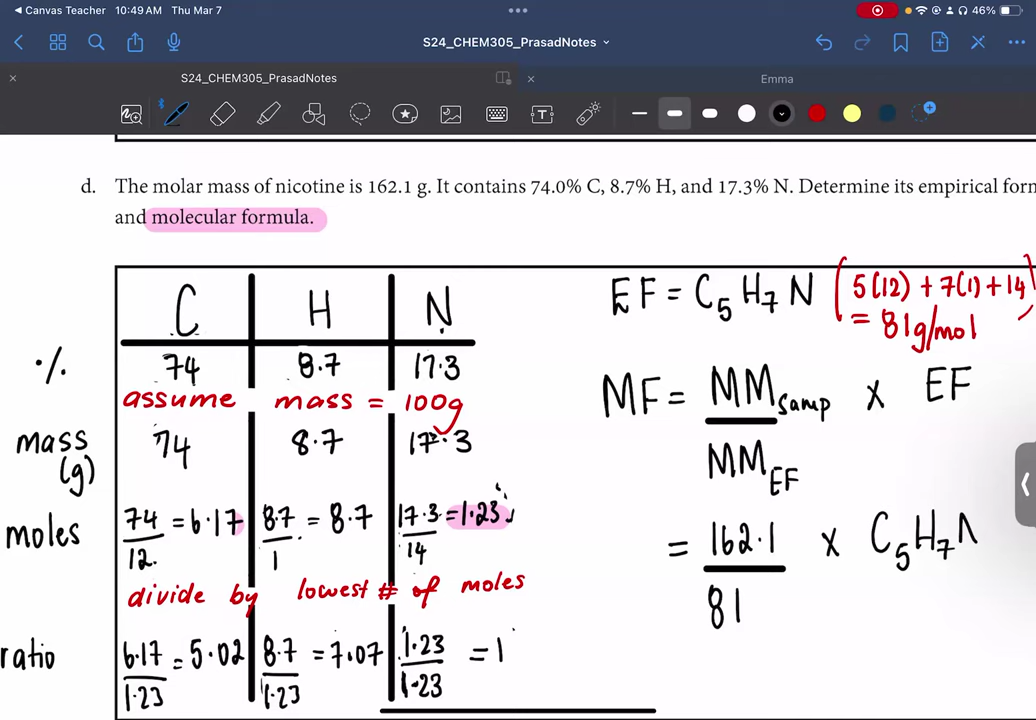 Canvas Teacher 10:49 AM Thu Mar 7 46%
S24_CHEM305_PrasadNotes
S24_CHEM305_PrasadNotes
Emma
d. The molar mass of nicotine is 162.1 g. It contains 74.0% C, 8.7% H, and 17.3% N. Determine its empirical form
and molecular formula.
C H N
% 74 8.7 17.3
assume mass = 100g
mass (g) 74 8.7 17.3
moles 74/12 = 6.17 8.7/1 = 8.7 17.3/14 = 1.23
divide by lowest # of moles
ratio 6.17/1.23 = 5.02 8.7/1.23 = 7.07 1.23/1.23 = 1
EF = C5H7N (5(12) + 7(1) + 14)
= 81g/mol
MF = MMsamp/MMEF x EF
= 162.1/81 x C5H7N